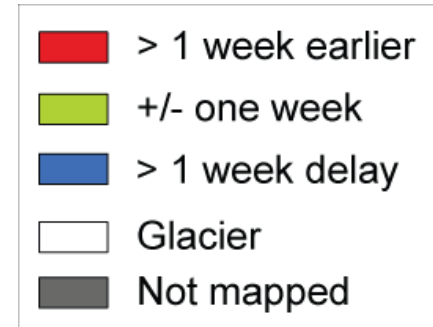 > 1 week earlier
+/- one week
> 1 week delay
Glacier
Not mapped